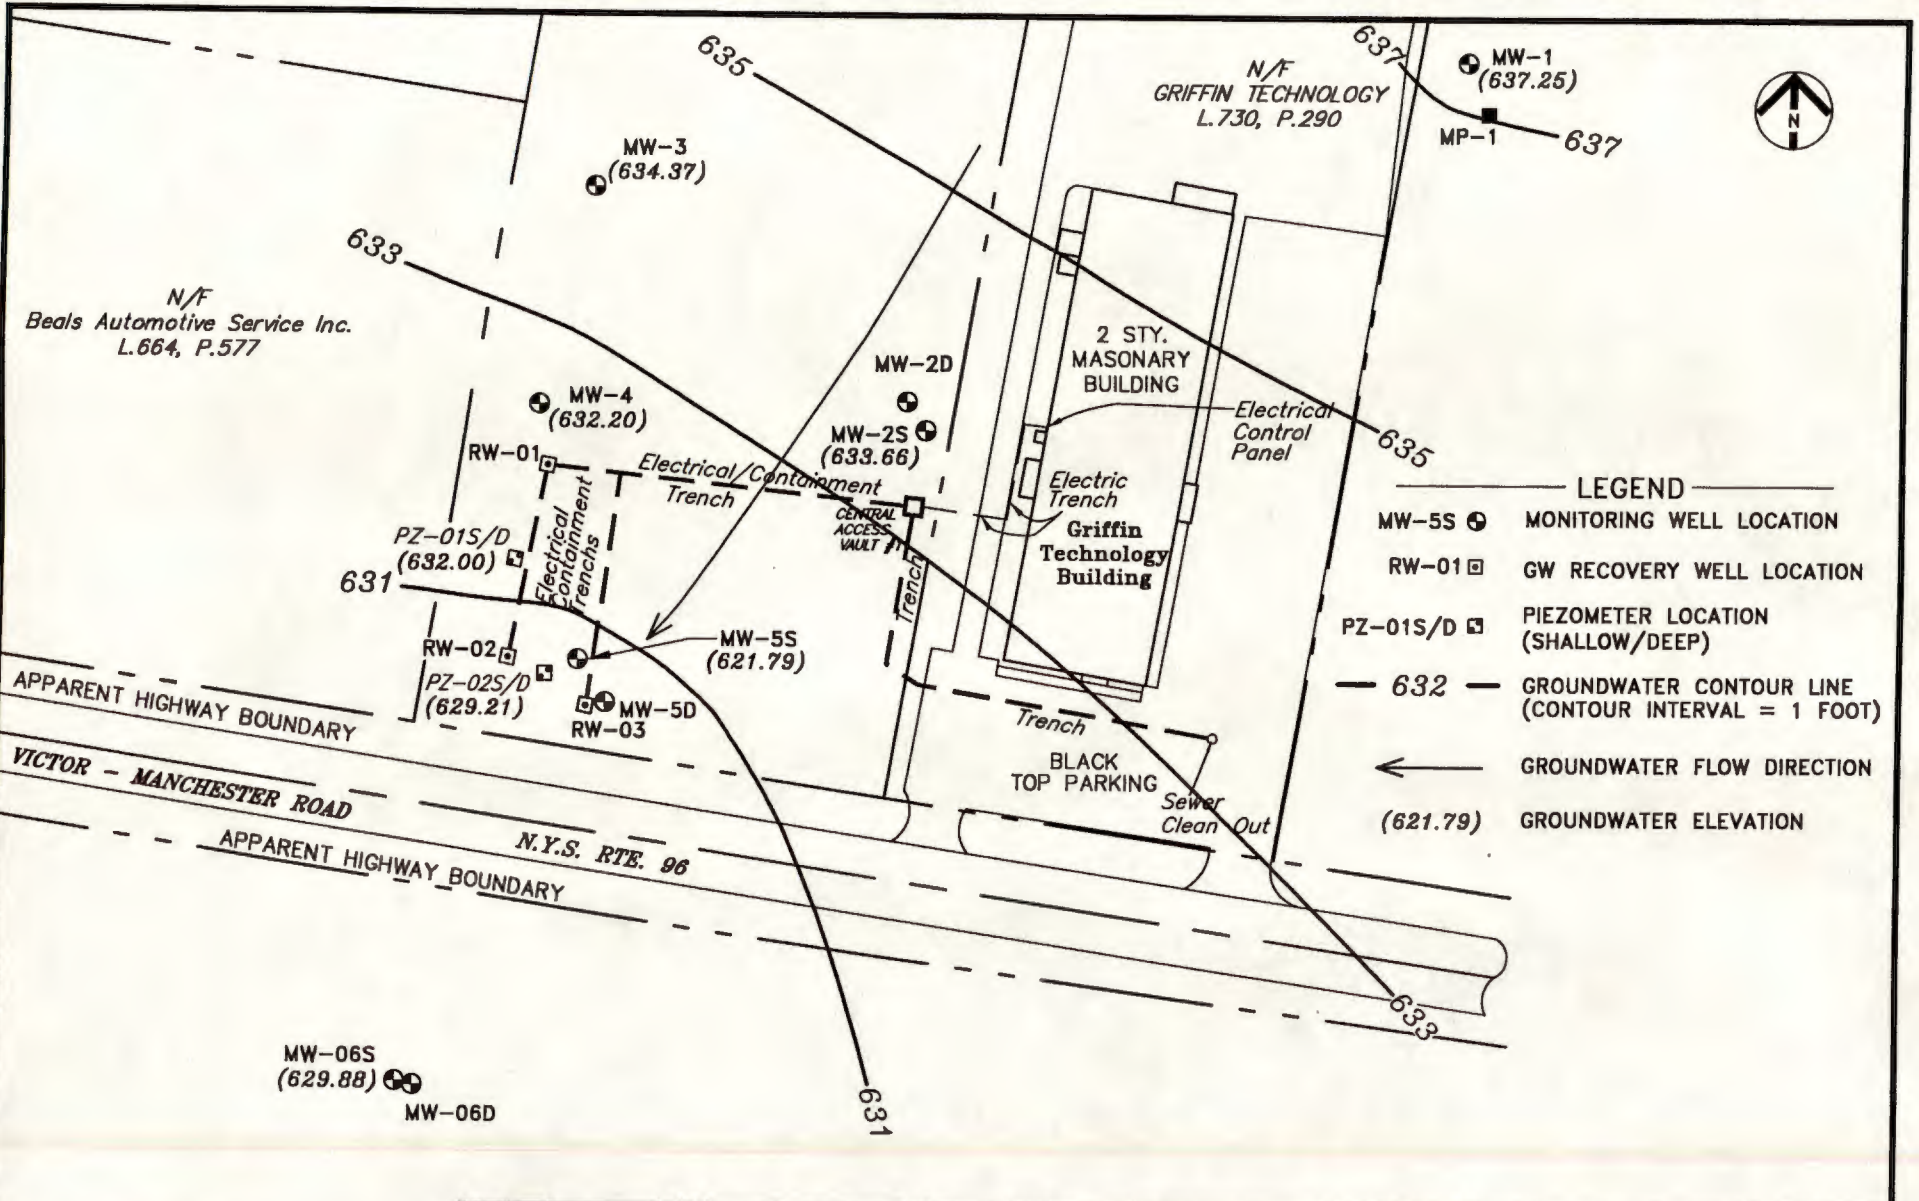 635
N/F
GRIFFIN TECHNOLOGY
L.730, P.290
637
MW-1
(637.25)
MP-1
637
N
MW-3
(634.37)
633
N/F
Beals Automotive Service Inc.
L.664, P.577
2 STY.
MASONARY
BUILDING
MW-2D
MW-2S
(633.66)
MW-4
(632.20)
RW-01
Electrical/Containment
Trench
Electrical
Control
Panel
635
Electric
Trench
CENTRAL
ACCESS
VAULT #1
Griffin
Technology
Building
PZ-01S/D
(632.00)
Electrical
Containment
Trenchs
631
Trench
RW-02
PZ-02S/D
(629.21)
MW-5S
(621.79)
MW-5D
RW-03
Trench
BLACK
TOP PARKING
Sewer
Clean Out
APPARENT HIGHWAY BOUNDARY
VICTOR - MANCHESTER ROAD
N.Y.S. RTE. 96
APPARENT HIGHWAY BOUNDARY
633
MW-06S
(629.88)
MW-06D
631
LEGEND
MW-5S MONITORING WELL LOCATION
RW-01 GW RECOVERY WELL LOCATION
PZ-01S/D PIEZOMETER LOCATION
(SHALLOW/DEEP)
632 GROUNDWATER CONTOUR LINE
(CONTOUR INTERVAL = 1 FOOT)
GROUNDWATER FLOW DIRECTION
(621.79) GROUNDWATER ELEVATION